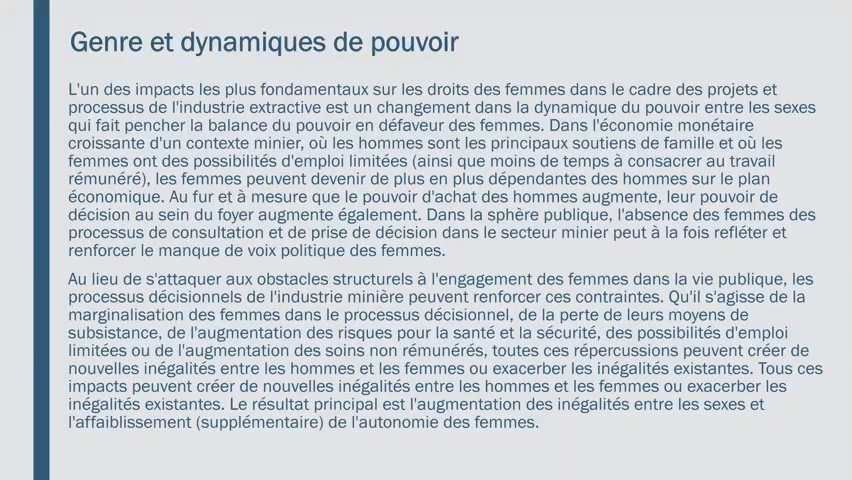 Genre et dynamiques de pouvoir
L'un des impacts les plus fondamentaux sur les droits des femmes dans le cadre des projets et
processus de l'industrie extractive est un changement dans la dynamique du pouvoir entre les sexes
qui fait pencher la balance du pouvoir en défaveur des femmes. Dans l'économie monétaire
croissante d'un contexte minier, où les hommes sont les principaux soutiens de famille et où les
femmes ont des possibilités d'emploi limitées (ainsi que moins de temps à consacrer au travail
rémunéré), les femmes peuvent devenir de plus en plus dépendantes des hommes sur le plan
économique. Au fur et à mesure que le pouvoir d'achat des hommes augmente, leur pouvoir de
décision au sein du foyer augmente également. Dans la sphère publique, l'absence des femmes des
processus de consultation et de prise de décision dans le secteur minier peut à la fois refléter et
renforcer le manque de voix politique des femmes.
Au lieu de s'attaquer aux obstacles structurels à l'engagement des femmes dans la vie publique, les
processus décisionnels de l'industrie minière peuvent renforcer ces contraintes. Qu'il s'agisse de la
marginalisation des femmes dans le processus décisionnel, de la perte de leurs moyens de
subsistance, de l'augmentation des risques pour la santé et la sécurité, des possibilités d'emploi
limitées ou de l'augmentation des soins non rémunérés, toutes ces répercussions peuvent créer de
nouvelles inégalités entre les hommes et les femmes ou exacerber les inégalités existantes. Tous ces
impacts peuvent créer de nouvelles inégalités entre les hommes et les femmes ou exacerber les
inégalités existantes. Le résultat principal est l'augmentation des inégalités entre les sexes et
l'affaiblissement (supplémentaire) de l'autonomie des femmes.